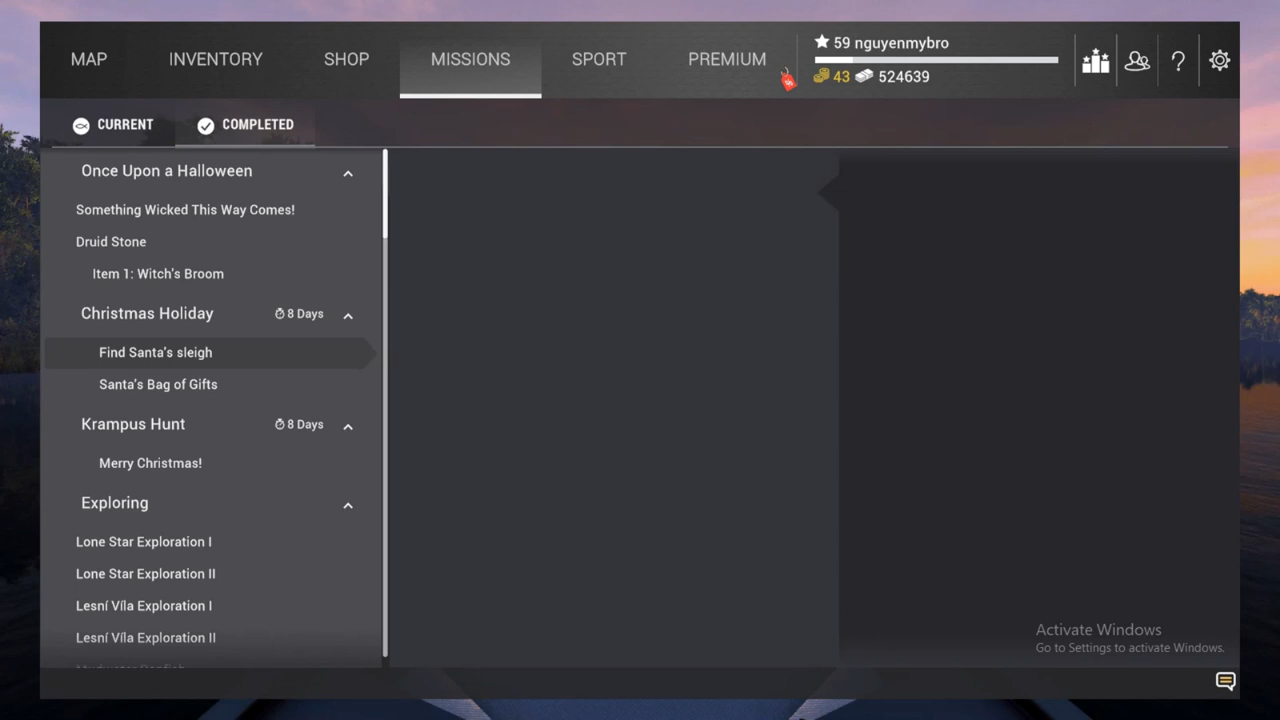 MAP INVENTORY SHOP MISSIONS SPORT PREMIUM
59 nguyenmybro
43 524639
CURRENT COMPLETED
Once Upon a Halloween
Something Wicked This Way Comes!
Druid Stone
Item 1: Witch's Broom
Christmas Holiday 8 Days
Find Santa's sleigh
Santa's Bag of Gifts
Krampus Hunt 8 Days
Merry Christmas!
Exploring
Lone Star Exploration I
Lone Star Exploration II
Lesní Víla Exploration I
Lesní Víla Exploration II
Activate Windows
Go to Settings to activate Windows.